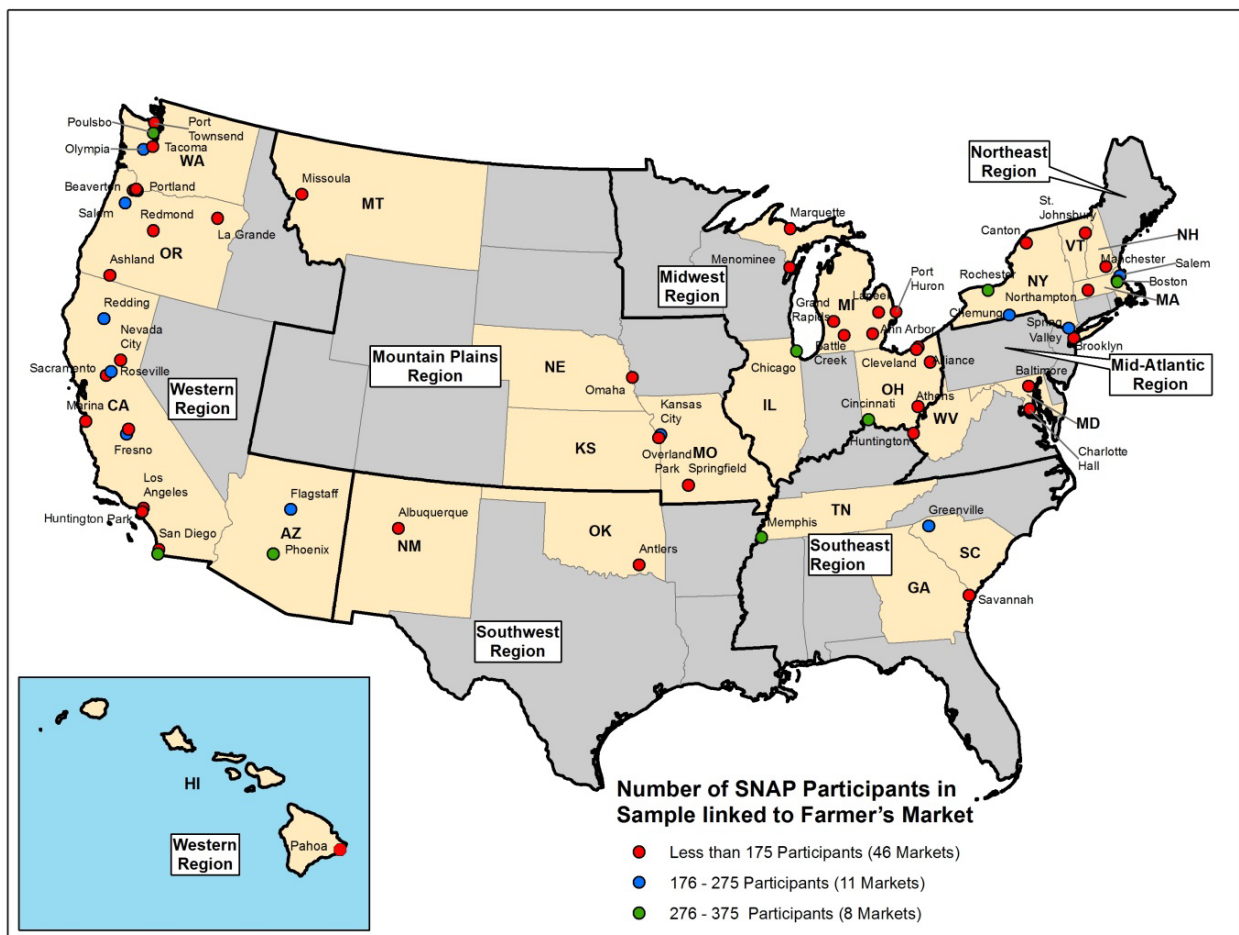 Poulsbo
Port
Townsend
Olympia
Tacoma
WA
Beaverton
Portland
Salem
Redmond
La Grande
OR
Ashland
Missoula
MT
Redding
Nevada
City
Sacramento
Roseville
Marina
CA
Fresno
Los
Angeles
Huntington Park
San Diego
Western
Region
Flagstaff
AZ
Phoenix
Mountain Plains
Region
NE
Omaha
KS
Kansas
City
Overland
Park
MO
Springfield
Albuquerque
NM
OK
Antlers
Southwest
Region
Midwest
Region
Marquette
Menominee
Grand
Rapids
MI
Lapeer
Port
Huron
Ann Arbor
Battle
Creek
Chicago
IL
Cleveland
Alliance
OH
Athens
Cincinnati
Huntington
WV
Northeast
Region
St.
Johnsbury
Canton
VT
NH
Manchester
Salem
Boston
MA
Rochester
NY
Northampton
Chemung
Spring
Valley
Brooklyn
Mid-Atlantic
Region
Baltimore
MD
Charlotte
Hall
Memphis
TN
Southeast
Region
Greenville
SC
GA
Savannah
HI
Western
Region
Pahoa
Number of SNAP Participants in
Sample linked to Farmer's Market
Less than 175 Participants (46 Markets)
176 - 275 Participants (11 Markets)
276 - 375 Participants (8 Markets)